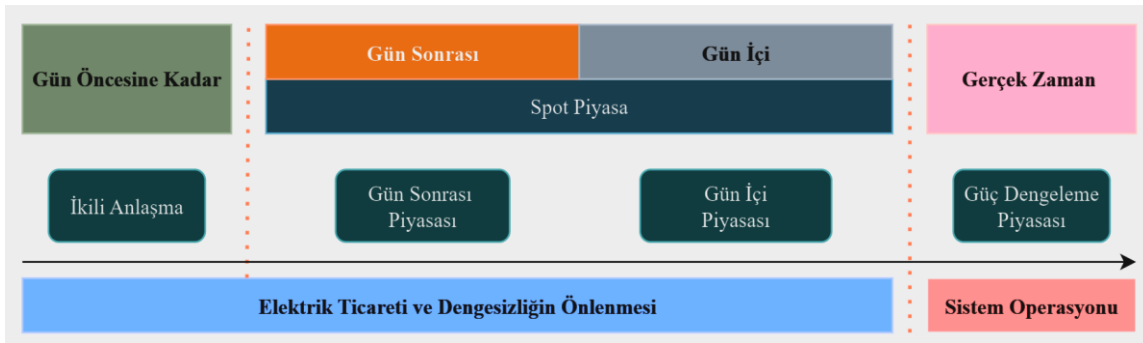 Gün Öncesine Kadar
Gün Sonrası
Gün İçi
Spot Piyasa
Gerçek Zaman
İkili Anlaşma
Gün Sonrası
Piyasası
Gün İçi
Piyasası
Güç Dengeleme
Piyasası
Elektrik Ticareti ve Dengesizliğin Önlenmesi
Sistem Operasyonu